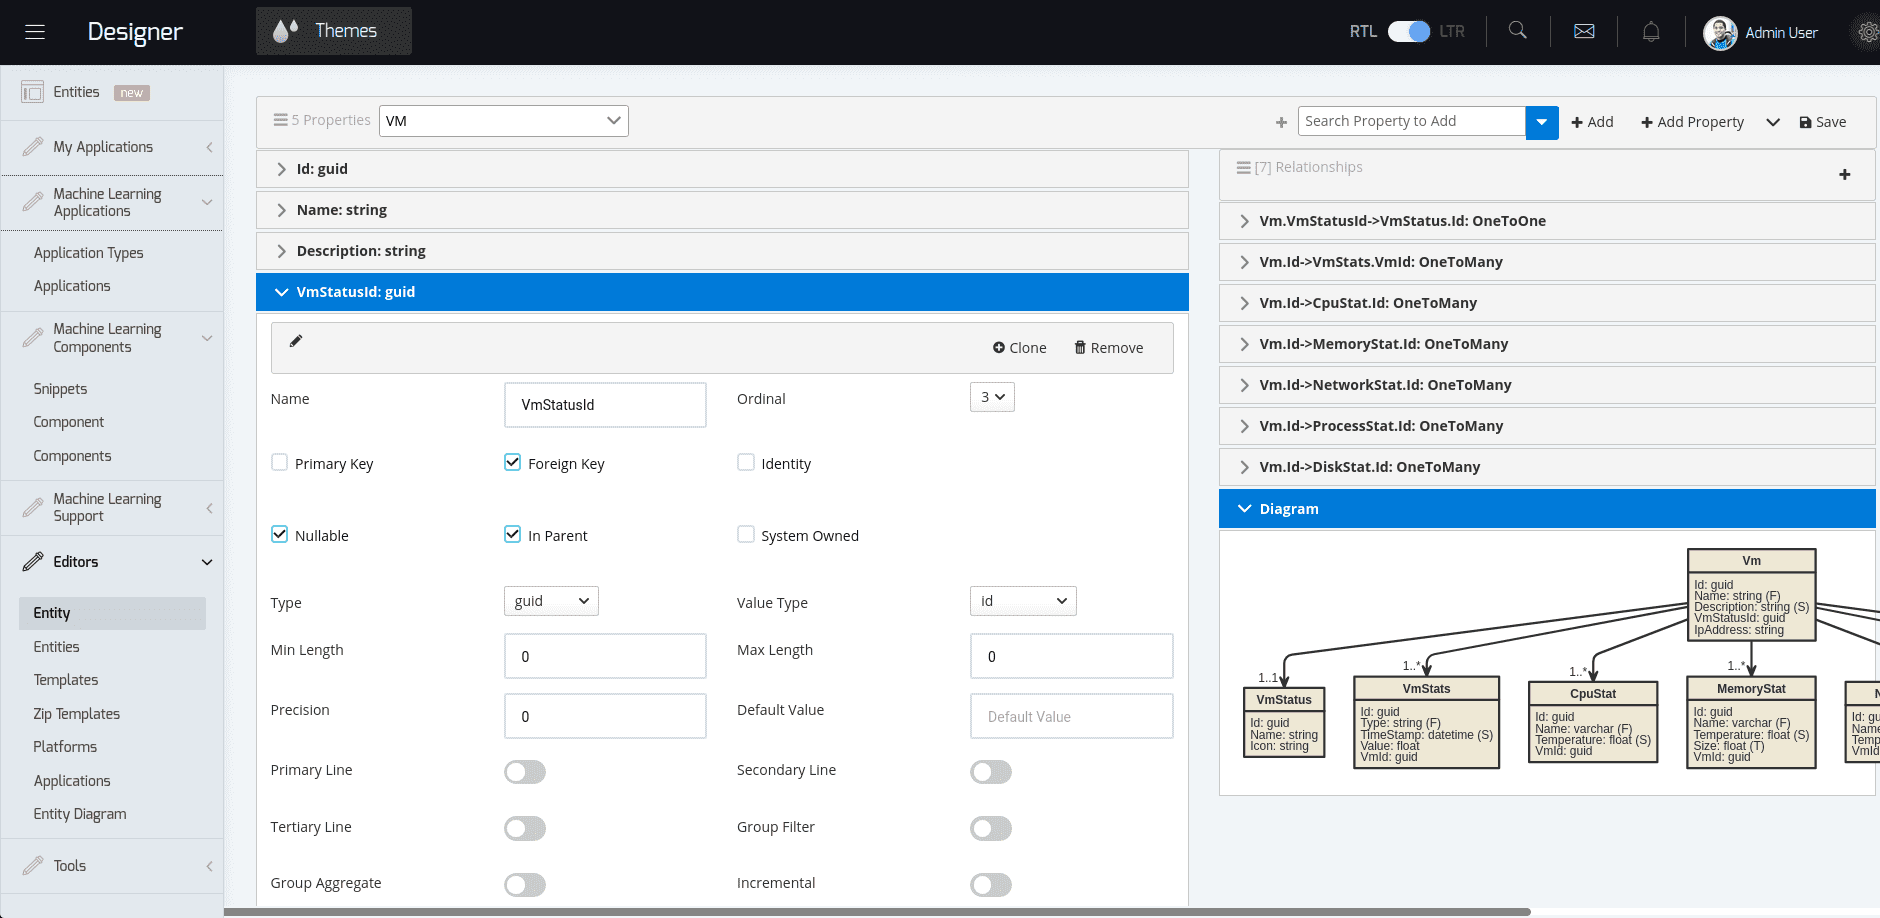 Designer
Themes
RTL
LTR
Admin User
Entities new
My Applications
Machine Learning
Applications
Application Types
Applications
Machine Learning
Components
Snippets
Component
Components
Machine Learning
Support
Editors
Entity
Entities
Templates
Zip Templates
Platforms
Applications
Entity Diagram
Tools
5 Properties VM
Search Property to Add
Add
Add Property
Save
Id: guid
Name: string
Description: string
VmStatusId: guid
Clone Remove
Name VmStatusId Ordinal 3
Primary Key Foreign Key Identity
Nullable In Parent System Owned
Type guid Value Type id
Min Length 0 Max Length 0
Precision 0 Default Value Default Value
Primary Line Secondary Line
Tertiary Line Group Filter
Group Aggregate Incremental
[7] Relationships
Vm.VmStatusId->VmStatus.Id: OneToOne
Vm.Id->VmStats.VmId: OneToMany
Vm.Id->CpuStat.Id: OneToMany
Vm.Id->MemoryStat.Id: OneToMany
Vm.Id->NetworkStat.Id: OneToMany
Vm.Id->ProcessStat.Id: OneToMany
Vm.Id->DiskStat.Id: OneToMany
Diagram
Vm
Id: guid
Name: string (F)
Description: string (S)
VmStatusId: guid
IpAddress: string
1..1
1..*
1..*
1..*
VmStatus
Id: guid
Name: string
Icon: string
VmStats
Id: guid
Type: string (F)
TimeStamp: datetime (S)
Value: float
VmId: guid
CpuStat
Id: guid
Name: varchar (F)
Temperature: float (S)
VmId: guid
MemoryStat
Id: guid
Name: varchar (F)
Temperature: float (S)
Size: float (T)
VmId: guid
N
Id: gu
Name
Temp
VmId